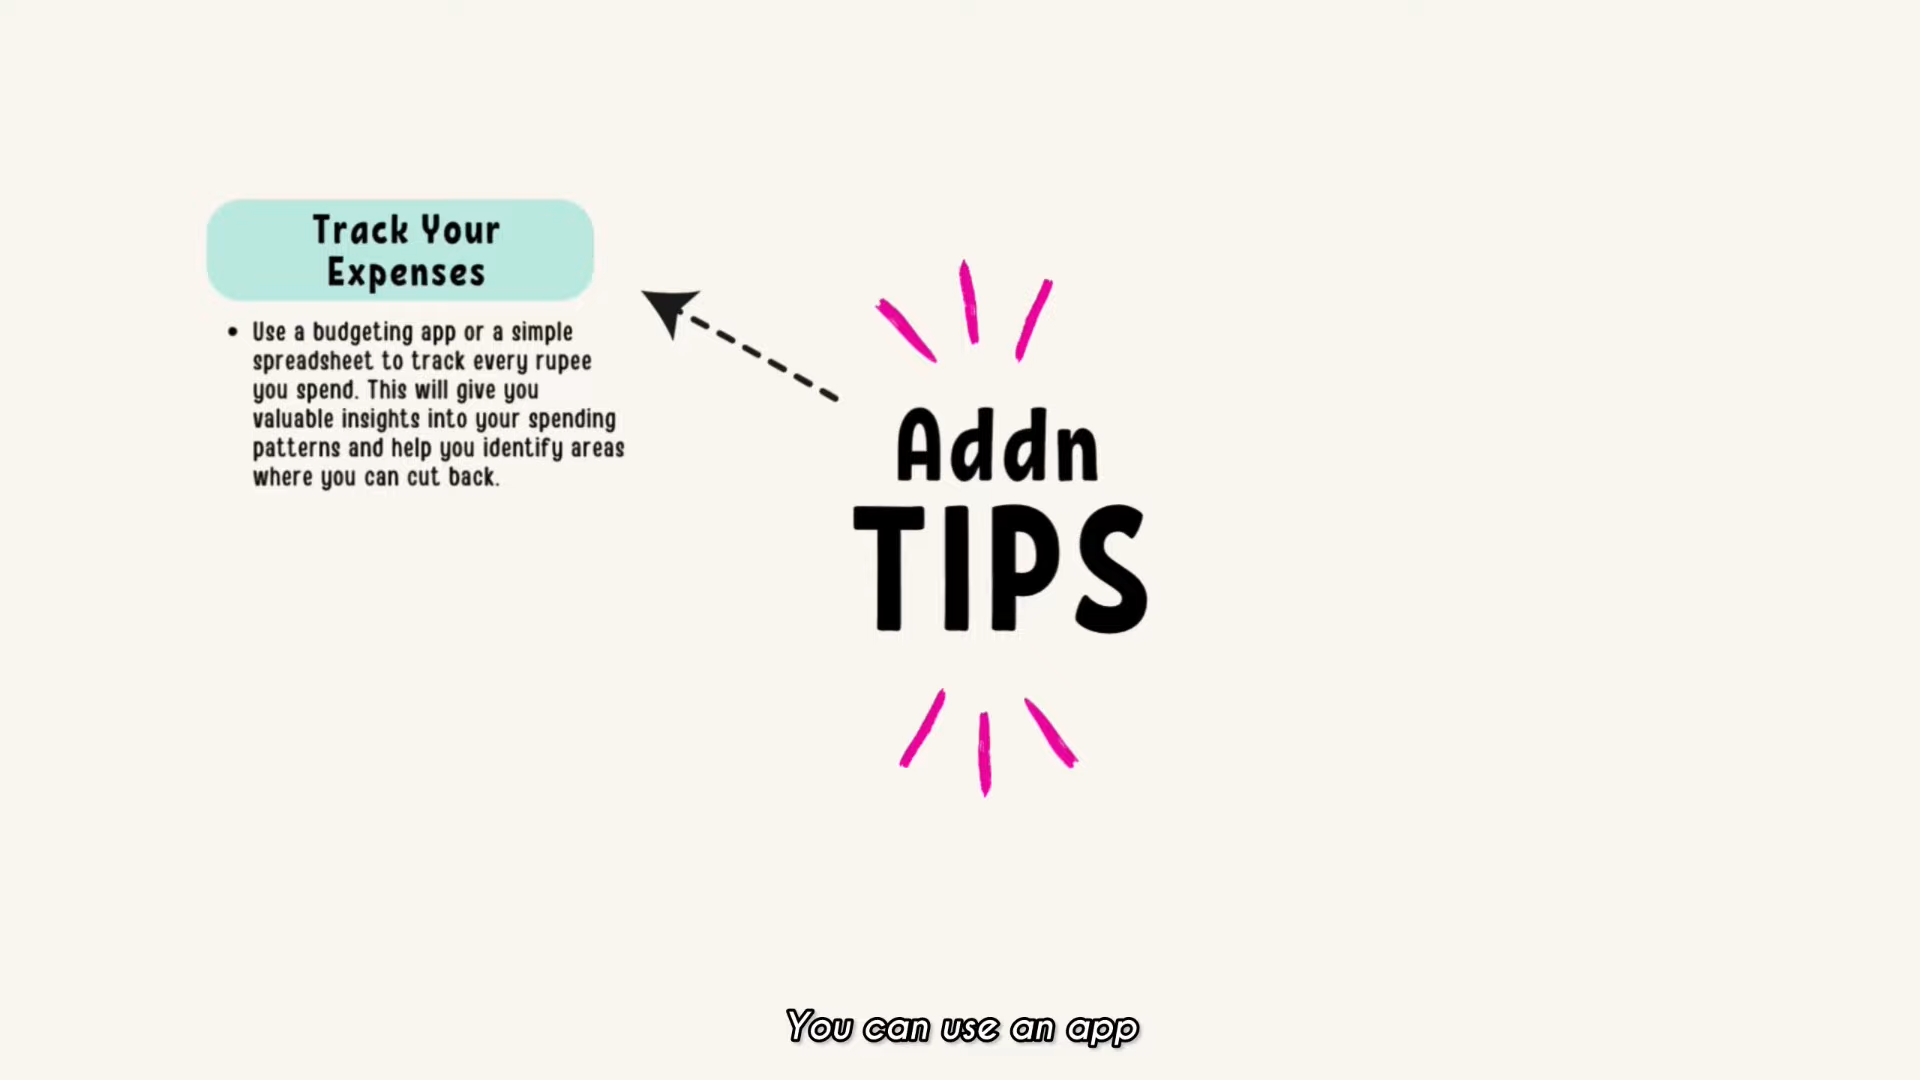 Track Your
Expenses
• Use a budgeting app or a simple
spreadsheet to track every rupee
you spend. This will give you
valuable insights into your spending
patterns and help you identify areas
where you can cut back.
Addn
TIPS
You can use an app